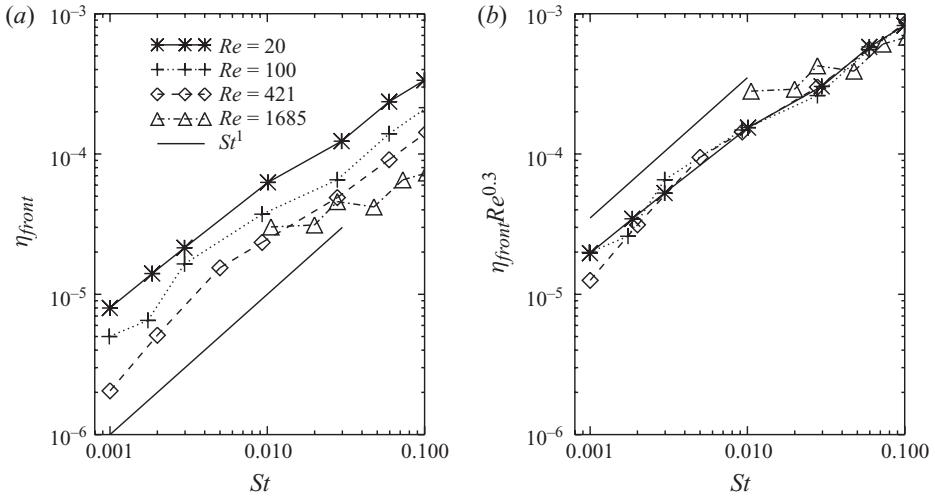 (a)
10⁻³
10⁻⁴
10⁻⁵
10⁻⁶
η_front
Re = 20
Re = 100
Re = 421
Re = 1685
St¹
0.001 0.010 0.100
St
(b)
10⁻³
10⁻⁴
10⁻⁵
10⁻⁶
η_front Re^0.3
0.001 0.010 0.100
St